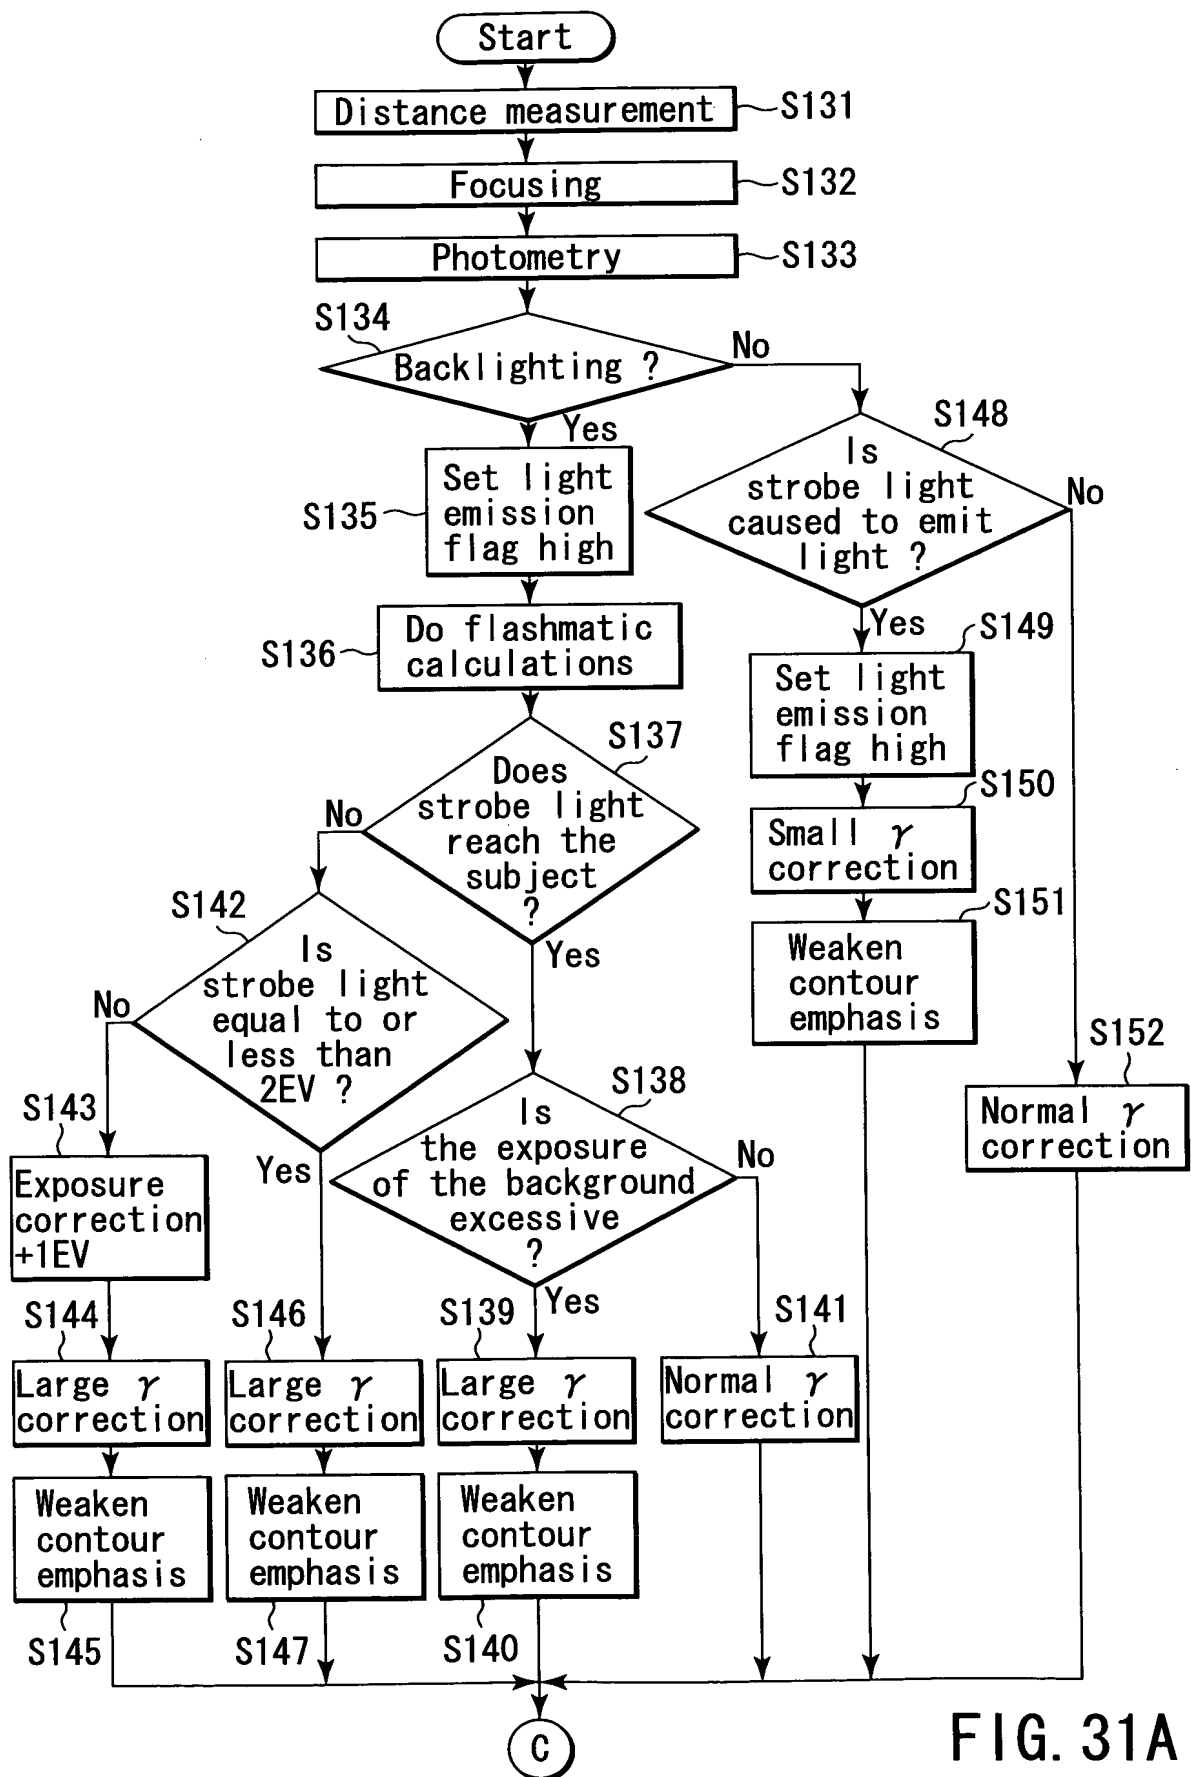 Start
Distance measurement
S131
Focusing
S132
Photometry
S133
S134
Backlighting ?
No
Yes
S148
Is
strobe light
caused to emit
light ?
No
Yes
S135
Set light
emission
flag high
S136
Do flashmatic
calculations
S149
Set light
emission
flag high
S137
Does
strobe light
reach the
subject
?
No
Yes
S150
Small γ
correction
S151
Weaken
contour
emphasis
S142
Is
strobe light
equal to or
less than
2EV ?
No
Yes
S138
Is
the exposure
of the background
excessive
?
No
Yes
S152
Normal γ
correction
S143
Exposure
correction
+1EV
S144
Large γ
correction
S146
Large γ
correction
S139
Large γ
correction
S141
Normal γ
correction
Weaken
contour
emphasis
S145
Weaken
contour
emphasis
S147
Weaken
contour
emphasis
S140
C
FIG. 31A